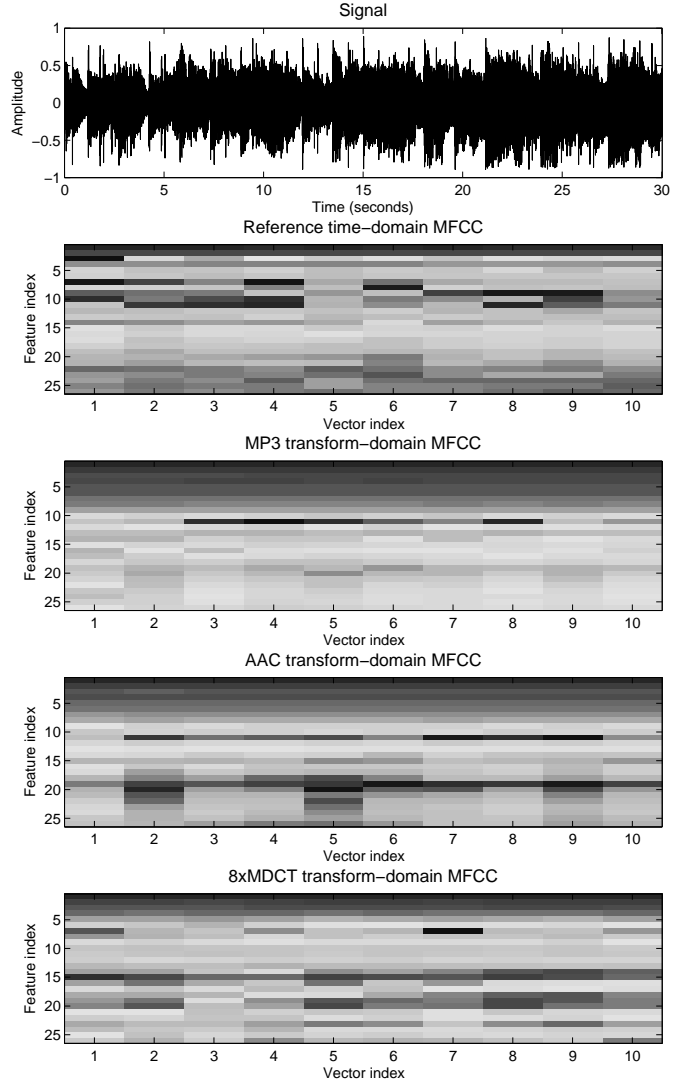 Signal
1
0.5
0
−0.5
−1
Amplitude
0 5 10 15 20 25 30
Time (seconds)
Reference time−domain MFCC
5
10
15
20
25
Feature index
1 2 3 4 5 6 7 8 9 10
Vector index
MP3 transform−domain MFCC
5
10
15
20
25
Feature index
1 2 3 4 5 6 7 8 9 10
Vector index
AAC transform−domain MFCC
5
10
15
20
25
Feature index
1 2 3 4 5 6 7 8 9 10
Vector index
8xMDCT transform−domain MFCC
5
10
15
20
25
Feature index
1 2 3 4 5 6 7 8 9 10
Vector index